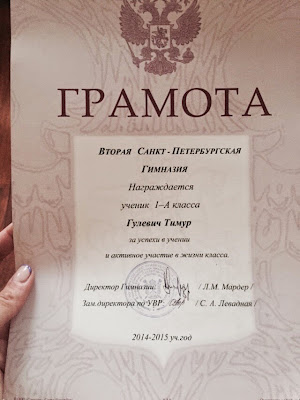 ГРАМОТА
Вторая Санкт-Петербургская
Гимназия
Награждается
ученик 1–А класса
Гулевич Тимур
за успехи в учении
и активное участие в жизни класса.
Директор Гимназии / Л.М. Мардер /
Зам.директора по УВР / С. А. Левадная /
2014-2015 уч.год